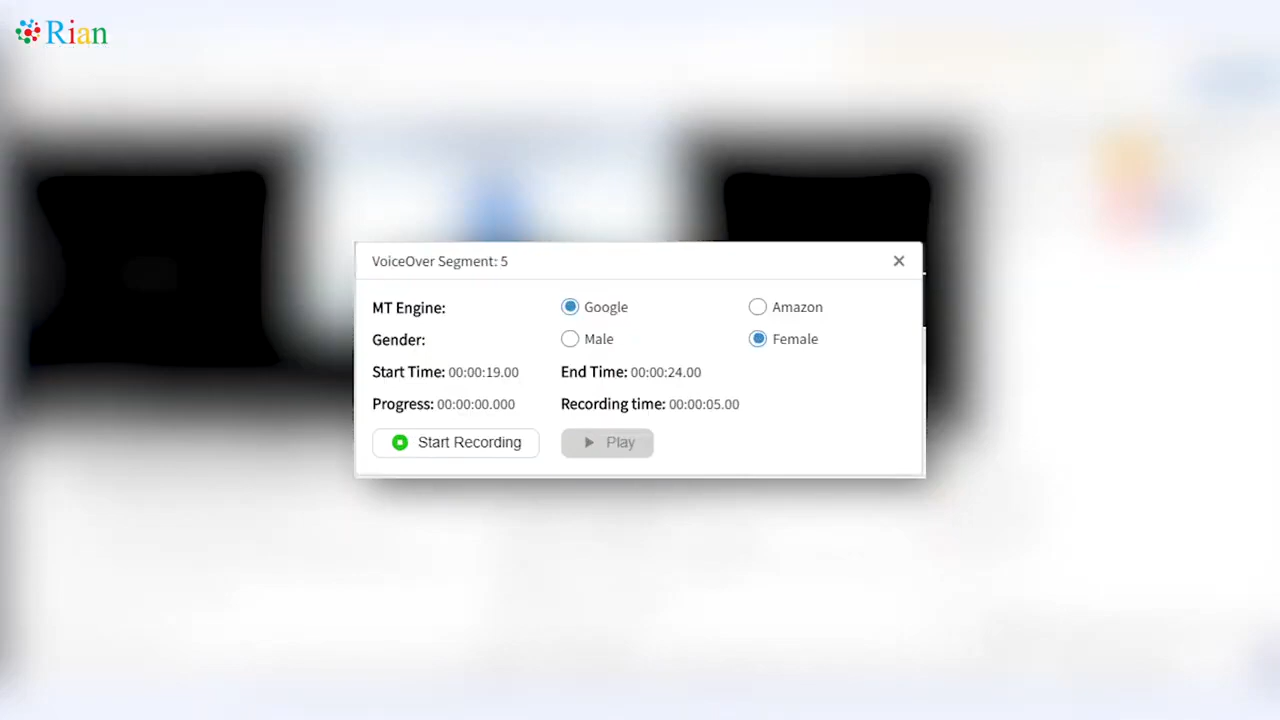 Rian
VoiceOver Segment: 5
MT Engine: Google Amazon
Gender: Male Female
Start Time: 00:00:19.00 End Time: 00:00:24.00
Progress: 00:00:00.000 Recording time: 00:00:05.00
Start Recording Play